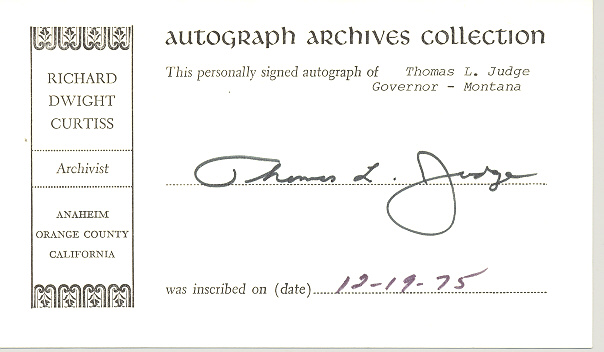 autograph archives collection
This personally signed autograph of Thomas L. Judge
Governor - Montana
RICHARD
DWIGHT
CURTISS
Archivist
ANAHEIM
ORANGE COUNTY
CALIFORNIA
Thomas L. Judge
was inscribed on (date) 12-19-75